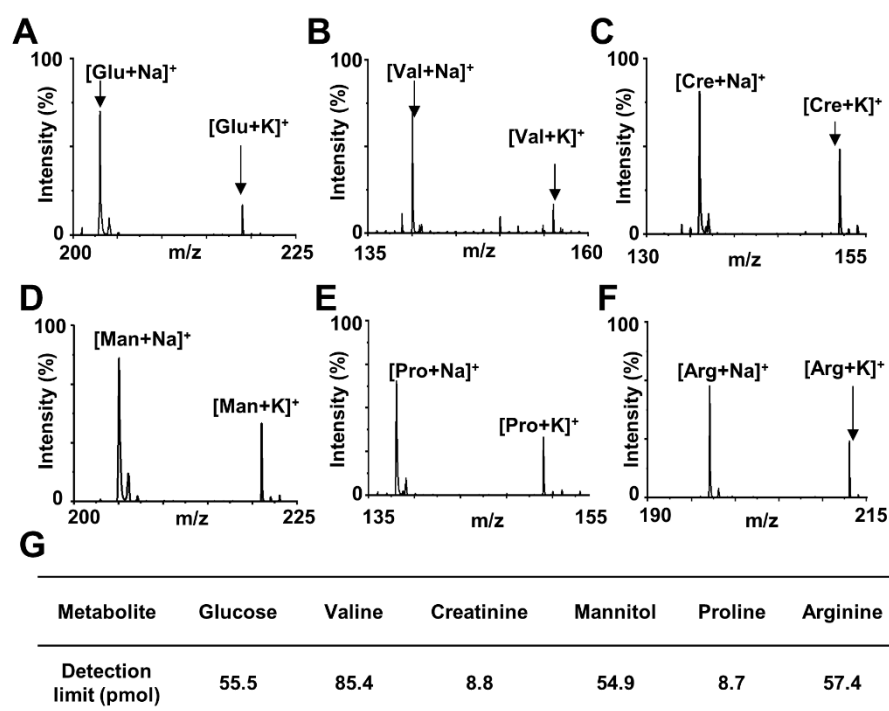 A
Intensity (%)
100
0
[Glu+Na]⁺
[Glu+K]⁺
200
m/z
225
B
Intensity (%)
100
0
[Val+Na]⁺
[Val+K]⁺
135
m/z
160
C
Intensity (%)
100
0
[Cre+Na]⁺
[Cre+K]⁺
130
m/z
155
D
Intensity (%)
100
0
[Man+Na]⁺
[Man+K]⁺
200
m/z
225
E
Intensity (%)
100
0
[Pro+Na]⁺
[Pro+K]⁺
135
m/z
155
F
Intensity (%)
100
0
[Arg+Na]⁺
[Arg+K]⁺
190
m/z
215
G
Metabolite Glucose Valine Creatinine Mannitol Proline Arginine
Detection
limit (pmol) 55.5 85.4 8.8 54.9 8.7 57.4